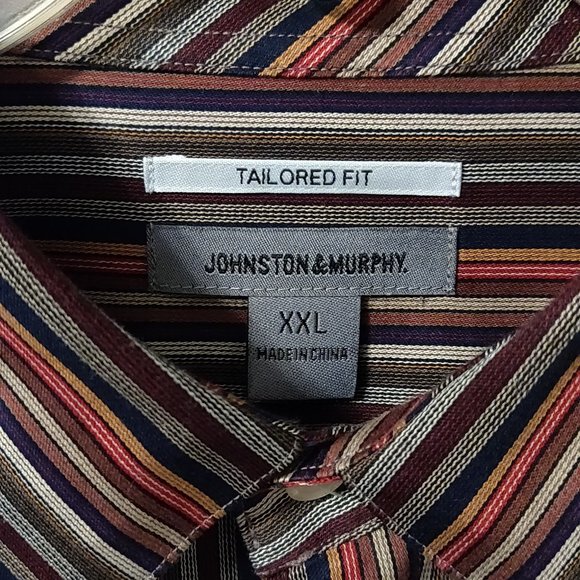 TAILORED FIT
JOHNSTON & MURPHY.
XXL
MADE IN CHINA